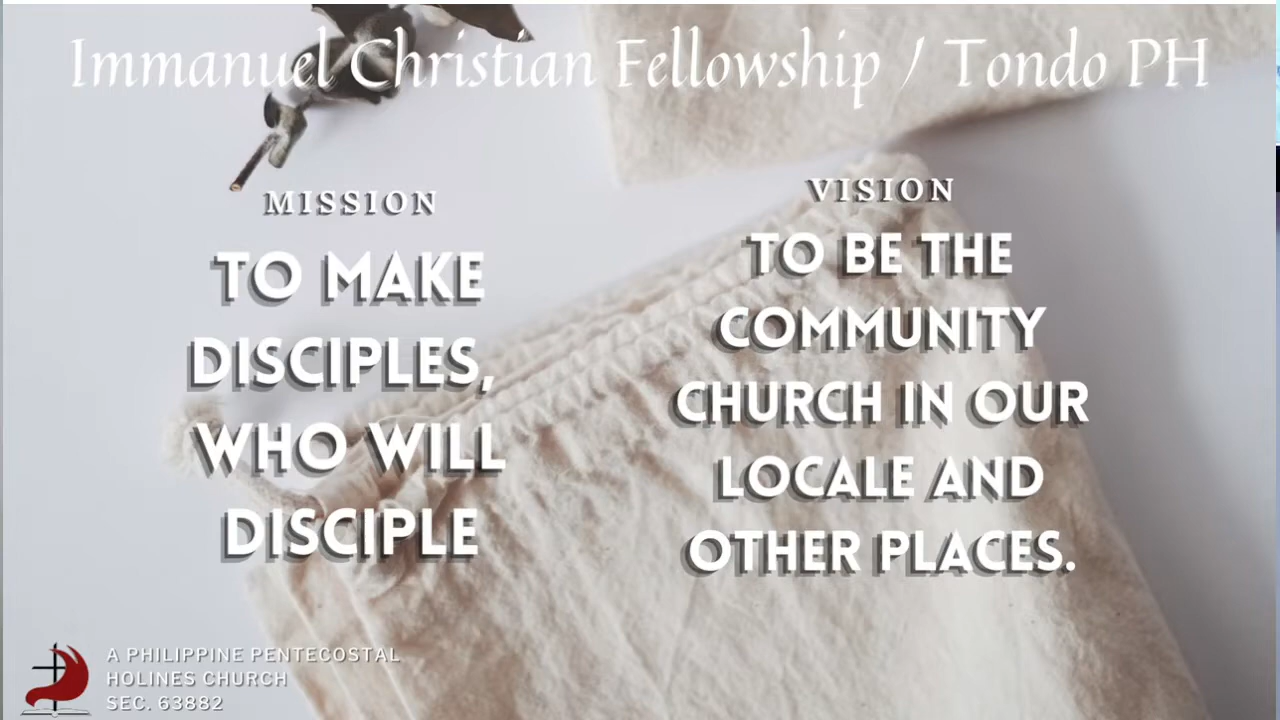 Immanuel Christian Fellowship / Tondo PH
MISSION
TO MAKE
DISCIPLES,
WHO WILL
DISCIPLE
VISION
TO BE THE
COMMUNITY
CHURCH IN OUR
LOCALE AND
OTHER PLACES.
A PHILIPPINE PENTECOSTAL
HOLINES CHURCH
SEC. 63882